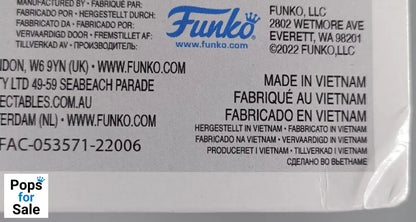 MANUFACTURED BY • FABRIQUÉ PAR:
FABRICADO POR • HERGESTELLT DURCH:
FABBRICATO DA • FABRICADO POR:
VERVAARDIGD DOOR • FREMSTILLET AF:
TILLVERKAD AV • ПРОИЗВОДИТЕЛЬ:
Funko
www.funko.com
FUNKO, LLC
2802 WETMORE AVE
EVERETT, WA 98201
©2022 FUNKO, LLC
NDON, W6 9YN (UK) • WWW.FUNKO.COM
TY LTD 49-59 SEABEACH PARADE
ECTABLES.COM.AU
TERDAM (NL) • WWW.FUNKO.COM
FAC-053571-22006
MADE IN VIETNAM
FABRIQUÉ AU VIETNAM
FABRICADO EN VIETNAM
HERGESTELLT IN VIETNAM • FABBRICATO IN VIETNAM
FABRICADO NA VIETNAM • VERVAARDIGD IN VIETNAM
PRODUCERET I VIETNAM • TILLVERKAD I VIETNAM
СДЕЛАНО ВО ВЬЕТНАМЕ
Pops
for
Sale